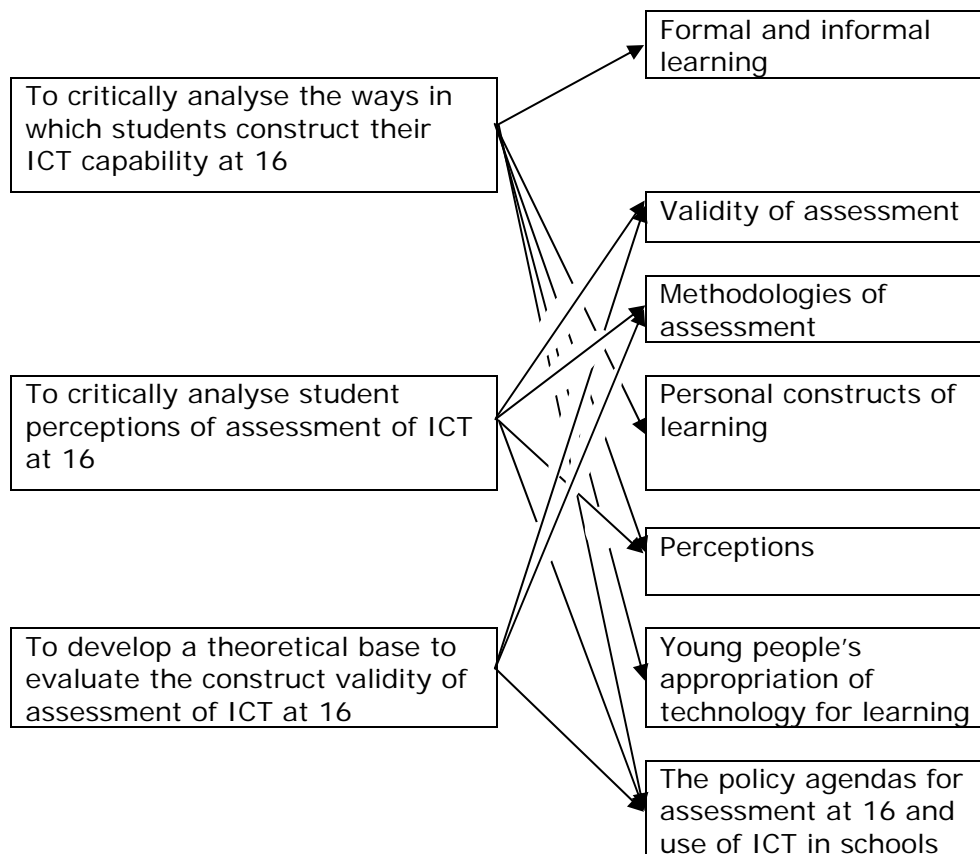 Formal and informal
learning
To critically analyse the ways in
which students construct their
ICT capability at 16
Validity of assessment
Methodologies of
assessment
To critically analyse student
perceptions of assessment of ICT
at 16
Personal constructs of
learning
Perceptions
To develop a theoretical base to
evaluate the construct validity of
assessment of ICT at 16
Young people's
appropriation of
technology for learning
The policy agendas for
assessment at 16 and
use of ICT in schools